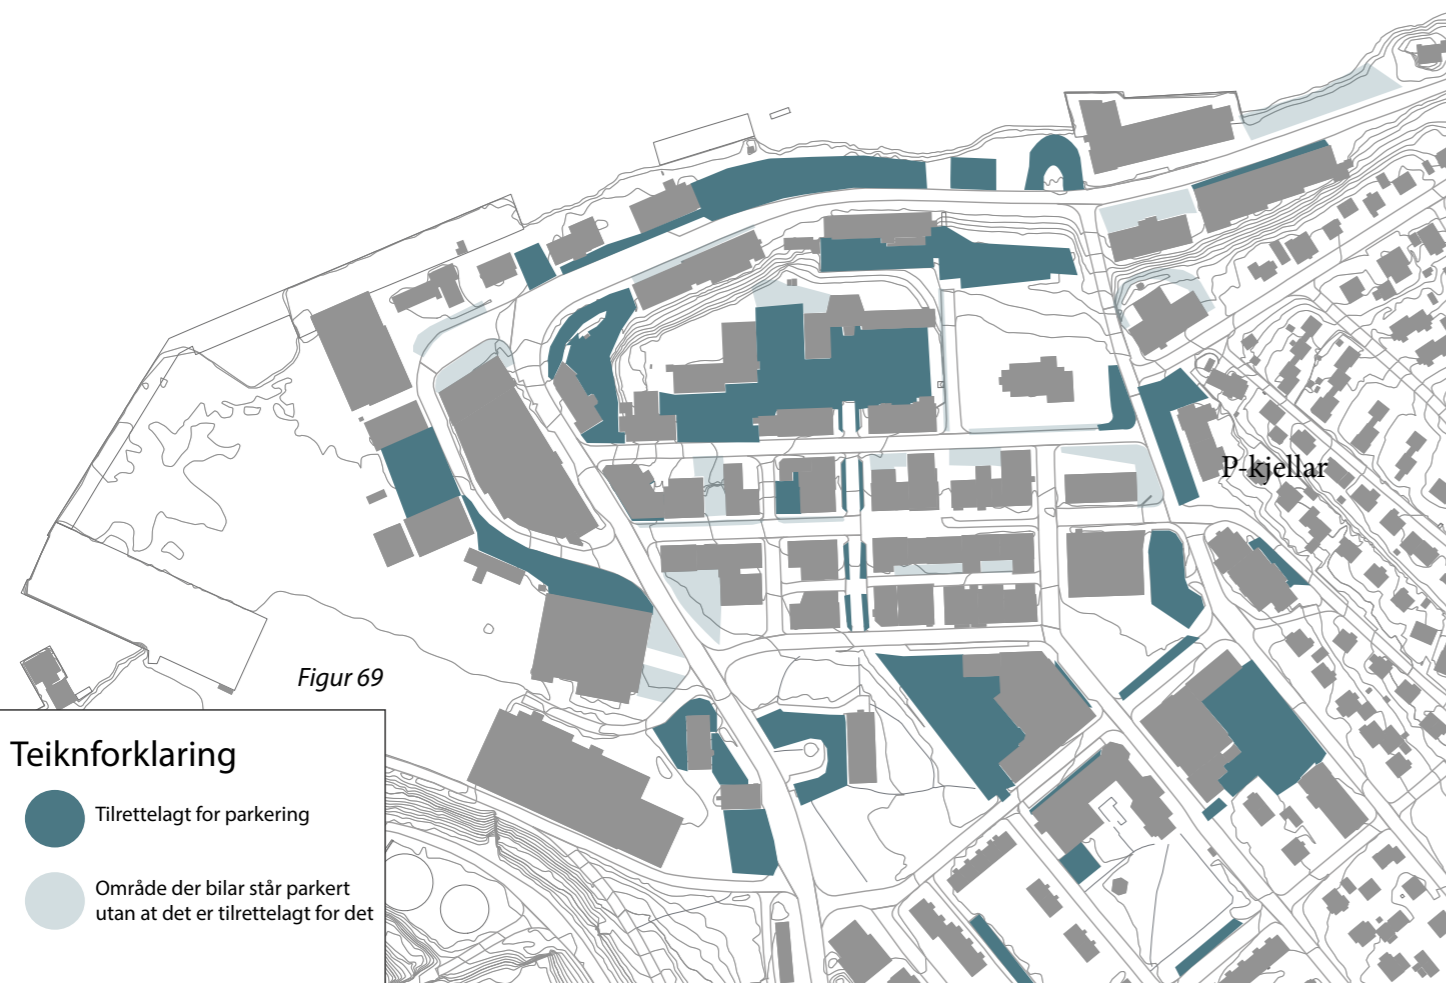 P-kjellar
Figur 69
Teiknforklaring
Tilrettelagt for parkering
Område der bilar står parkert
utan at det er tilrettelagt for det